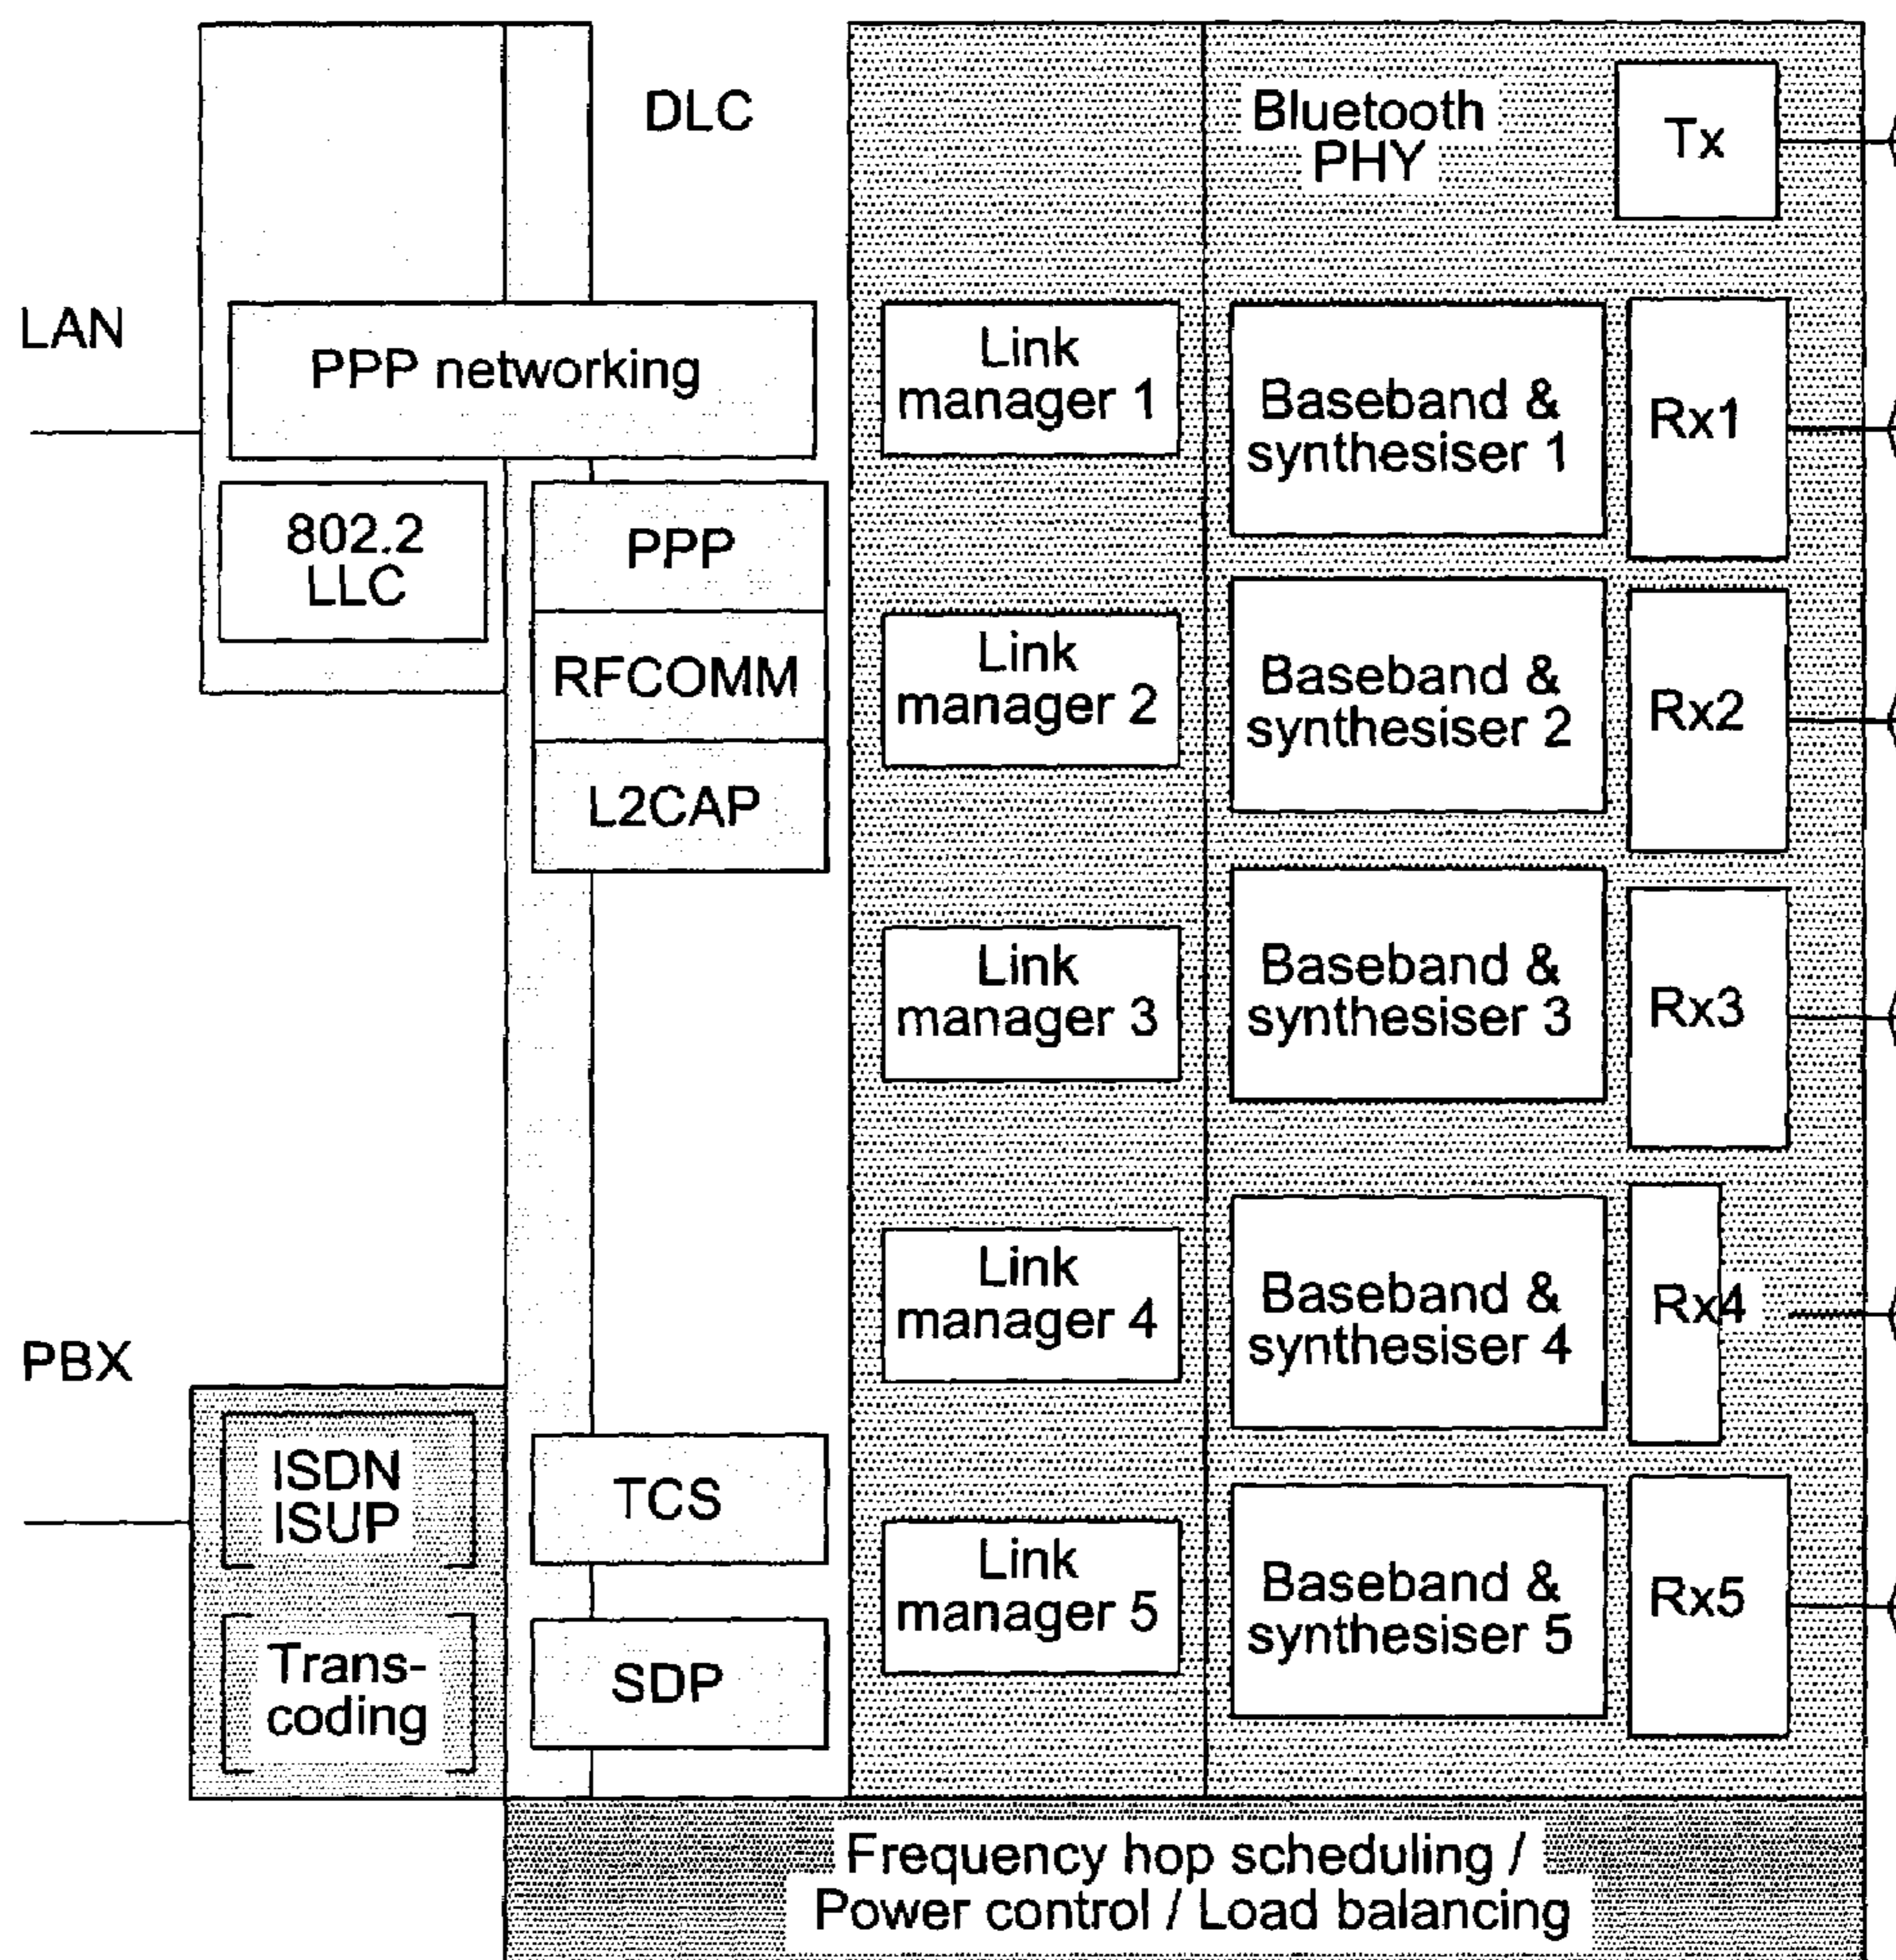 DLC
Bluetooth
PHY
Tx
LAN
PPP networking
802.2
LLC
PPP
RFCOMM
L2CAP
Link
manager 1
Baseband &
synthesiser 1
Rx1
Link
manager 2
Baseband &
synthesiser 2
Rx2
Link
manager 3
Baseband &
synthesiser 3
Rx3
Link
manager 4
Baseband &
synthesiser 4
Rx4
PBX
ISDN
ISUP
TCS
Trans-
coding
SDP
Link
manager 5
Baseband &
synthesiser 5
Rx5
Frequency hop scheduling /
Power control / Load balancing